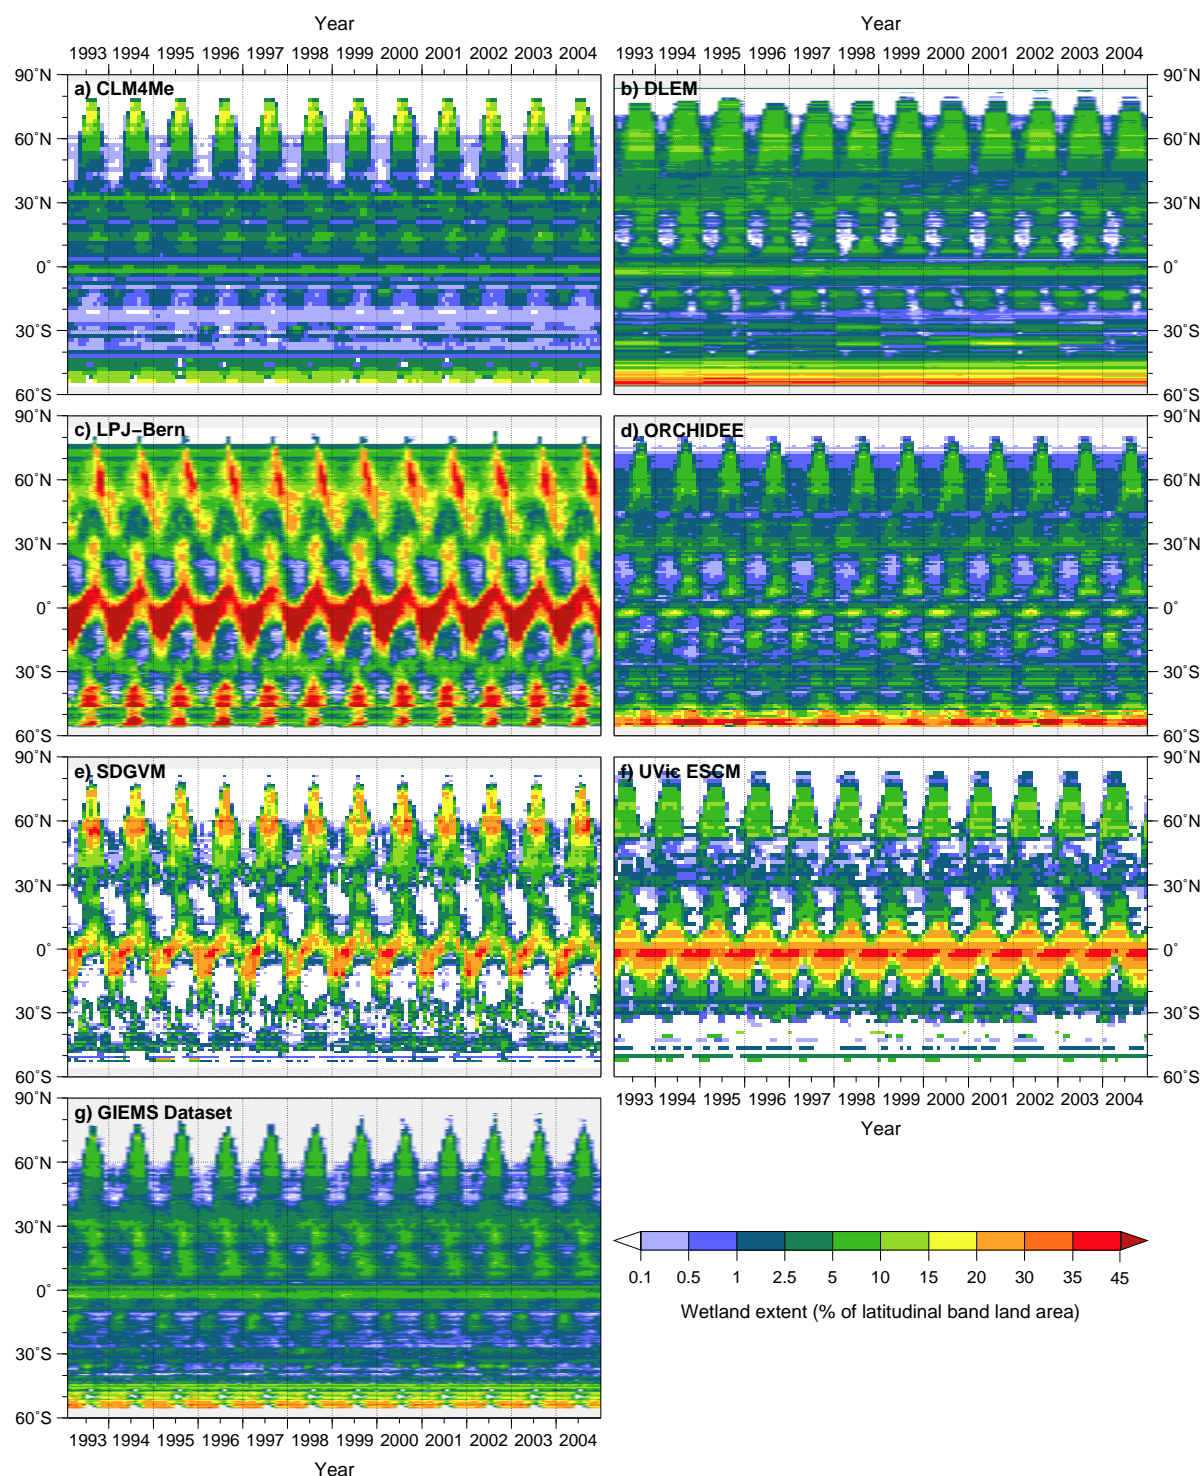 Year
Year
1993 1994 1995 1996 1997 1998 1999 2000 2001 2002 2003 2004
1993 1994 1995 1996 1997 1998 1999 2000 2001 2002 2003 2004
90˚N
60˚N
30˚N
0˚
30˚S
60˚S
a) CLM4Me
b) DLEM
90˚N
60˚N
30˚N
0˚
30˚S
60˚S
90˚N
60˚N
30˚N
0˚
30˚S
60˚S
c) LPJ−Bern
d) ORCHIDEE
90˚N
60˚N
30˚N
0˚
30˚S
60˚S
90˚N
60˚N
30˚N
0˚
30˚S
60˚S
e) SDGVM
f) UVic ESCM
90˚N
60˚N
30˚N
0˚
30˚S
60˚S
1993 1994 1995 1996 1997 1998 1999 2000 2001 2002 2003 2004
Year
90˚N
60˚N
30˚N
0˚
30˚S
60˚S
g) GIEMS Dataset
1993 1994 1995 1996 1997 1998 1999 2000 2001 2002 2003 2004
Year
0.1 0.5 1 2.5 5 10 15 20 30 35 45
Wetland extent (% of latitudinal band land area)